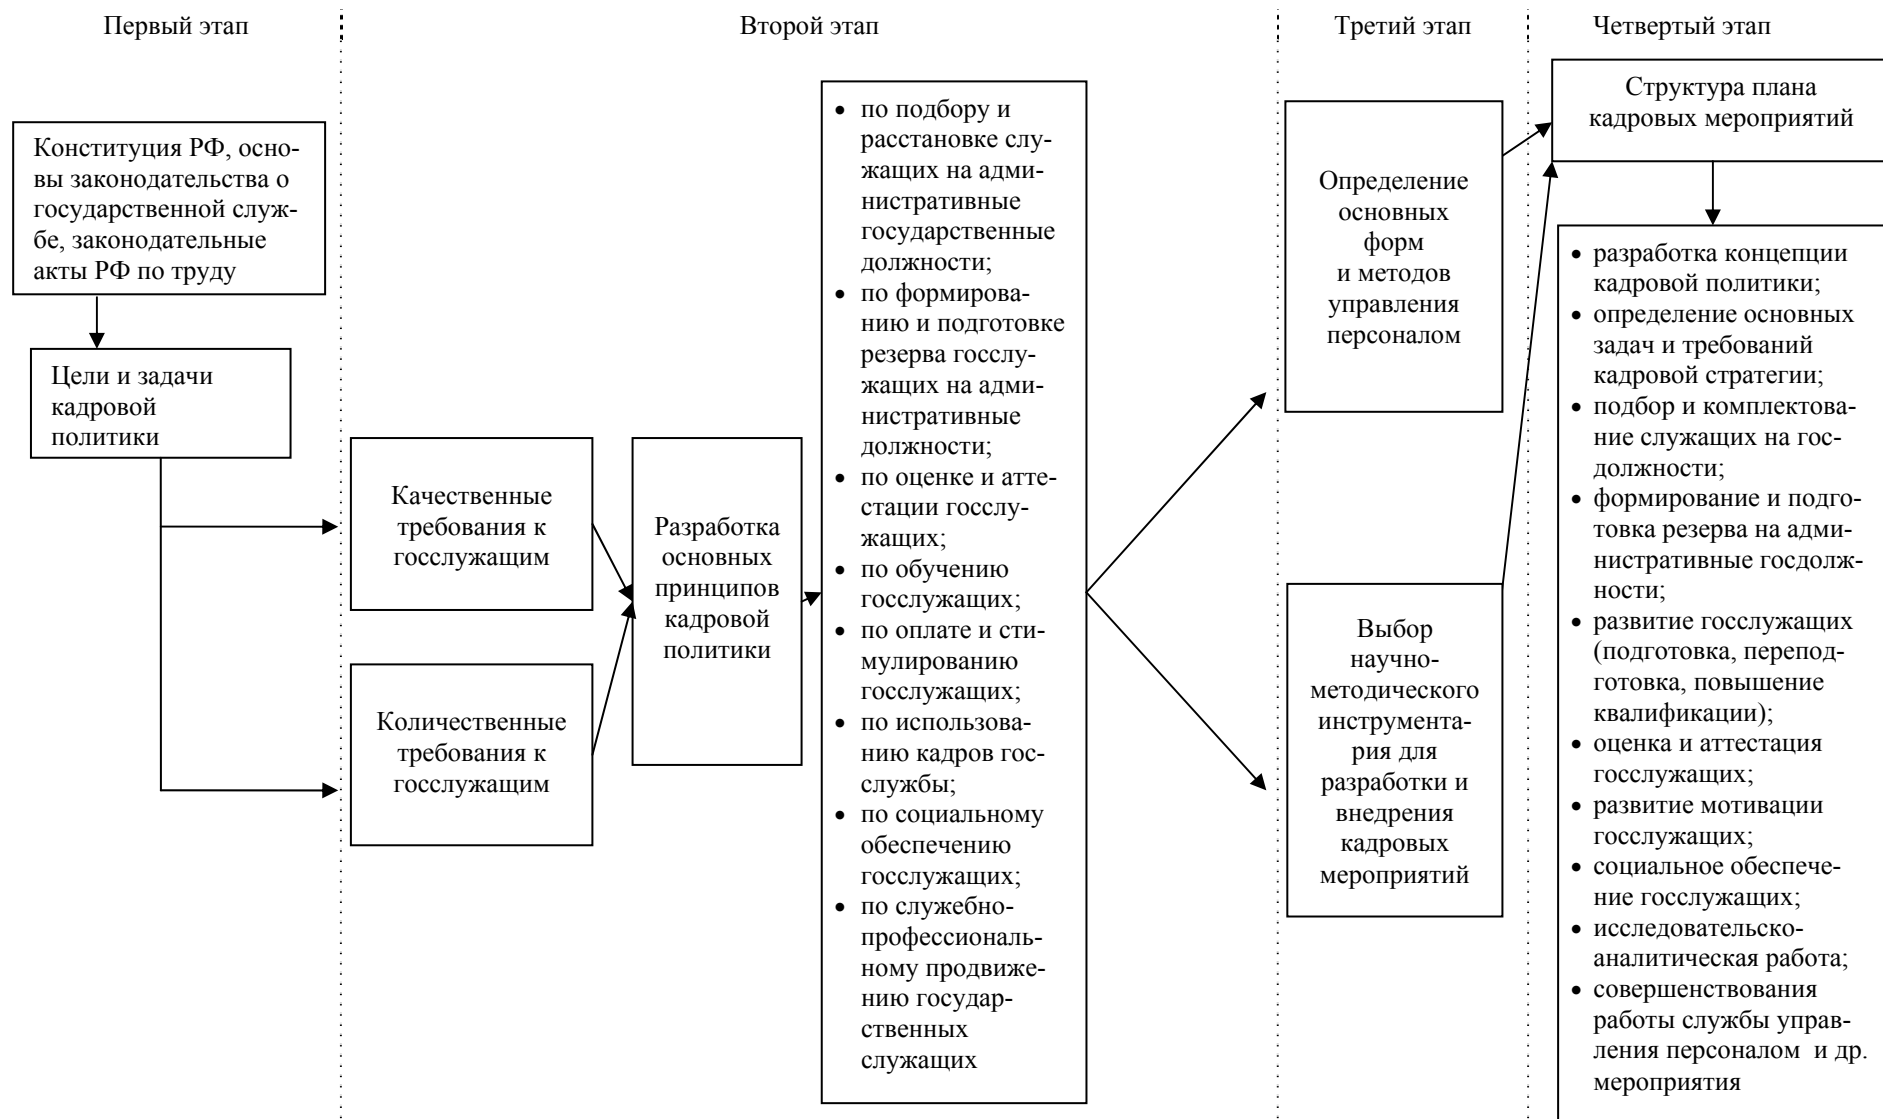 Первый этап
Второй этап
Третий этап
Четвертый этап
Конституция РФ, осно-
вы законодательства о
государственной служ-
бе, законодательные
акты РФ по труду
Цели и задачи
кадровой
политики
Качественные
требования к
госслужащим
Количественные
требования к
госслужащим
Разработка
основных
принципов
кадровой
политики
• по подбору и
расстановке слу-
жащих на адми-
нистративные
государственные
должности;
• по формирова-
нию и подготовке
резерва госслу-
жащих на адми-
нистративные
должности;
• по оценке и атте-
стации госслу-
жащих;
• по обучению
госслужащих;
• по оплате и сти-
мулированию
госслужащих;
• по использова-
нию кадров гос-
службы;
• по социальному
обеспечению
госслужащих;
• по служебно-
профессиональ-
ному продвиже-
нию государ-
ственных
служащих
Определение
основных
форм
и методов
управления
персоналом
Выбор
научно-
методического
инструмента-
рия для
разработки и
внедрения
кадровых
мероприятий
Структура плана
кадровых мероприятий
• разработка концепции
кадровой политики;
• определение основных
задач и требований
кадровой стратегии;
• подбор и комплектова-
ние служащих на гос-
должности;
• формирование и подго-
товка резерва на адми-
нистративные госдолж-
ности;
• развитие госслужащих
(подготовка, перепод-
готовка, повышение
квалификации);
• оценка и аттестация
госслужащих;
• развитие мотивации
госслужащих;
• социальное обеспече-
ние госслужащих;
• исследовательско-
аналитическая работа;
• совершенствования
работы службы управ-
ления персоналом и др.
мероприятия